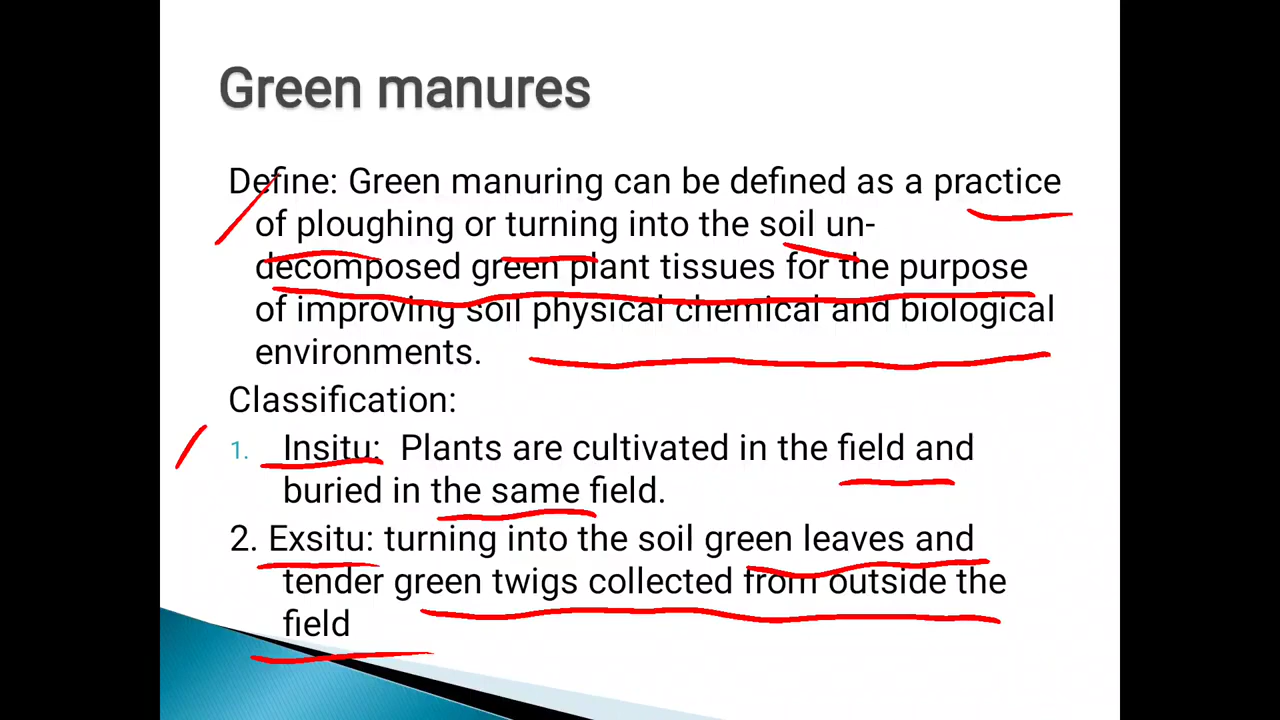 Green manures
Define: Green manuring can be defined as a practice
of ploughing or turning into the soil un-
decomposed green plant tissues for the purpose
of improving soil physical chemical and biological
environments.
Classification:
1. Insitu: Plants are cultivated in the field and
buried in the same field.
2. Exsitu: turning into the soil green leaves and
tender green twigs collected from outside the
field